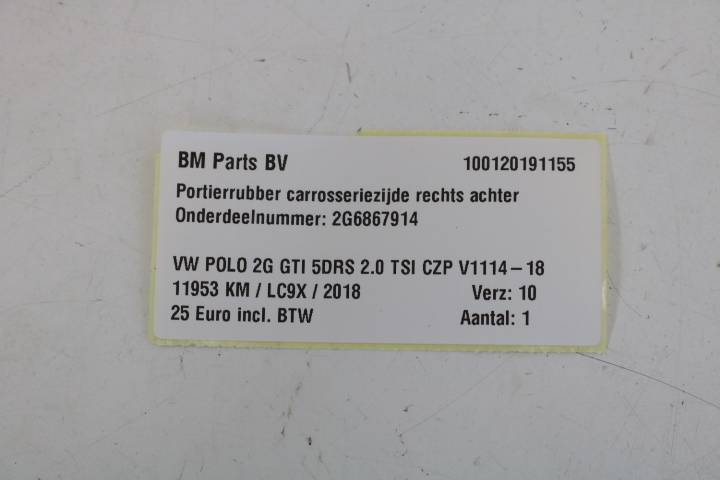 BM Parts BV 100120191155
Portierrubber carrosseriezijde rechts achter
Onderdeelnummer: 2G6867914
VW POLO 2G GTI 5DRS 2.0 TSI CZP V1114-18
11953 KM / LC9X / 2018 Verz: 10
25 Euro incl. BTW Aantal: 1